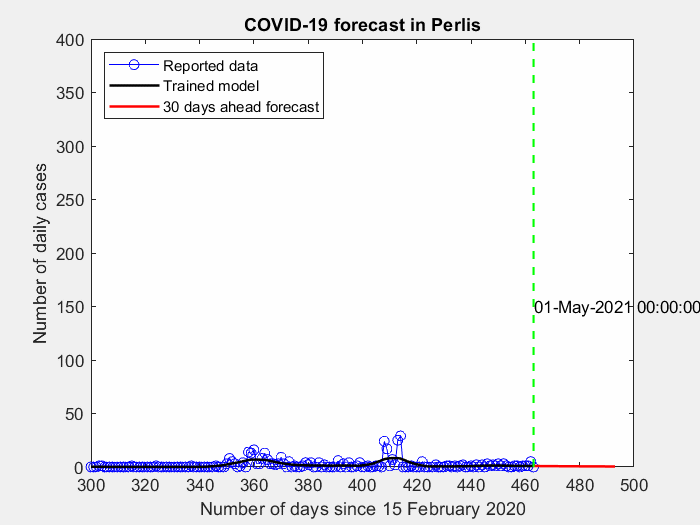 COVID-19 forecast in Perlis
Reported data
Trained model
30 days ahead forecast
400
350
300
250
200
150
100
50
0
Number of daily cases
01-May-2021 00:00:00
300 320 340 360 380 400 420 440 460 480 500
Number of days since 15 February 2020